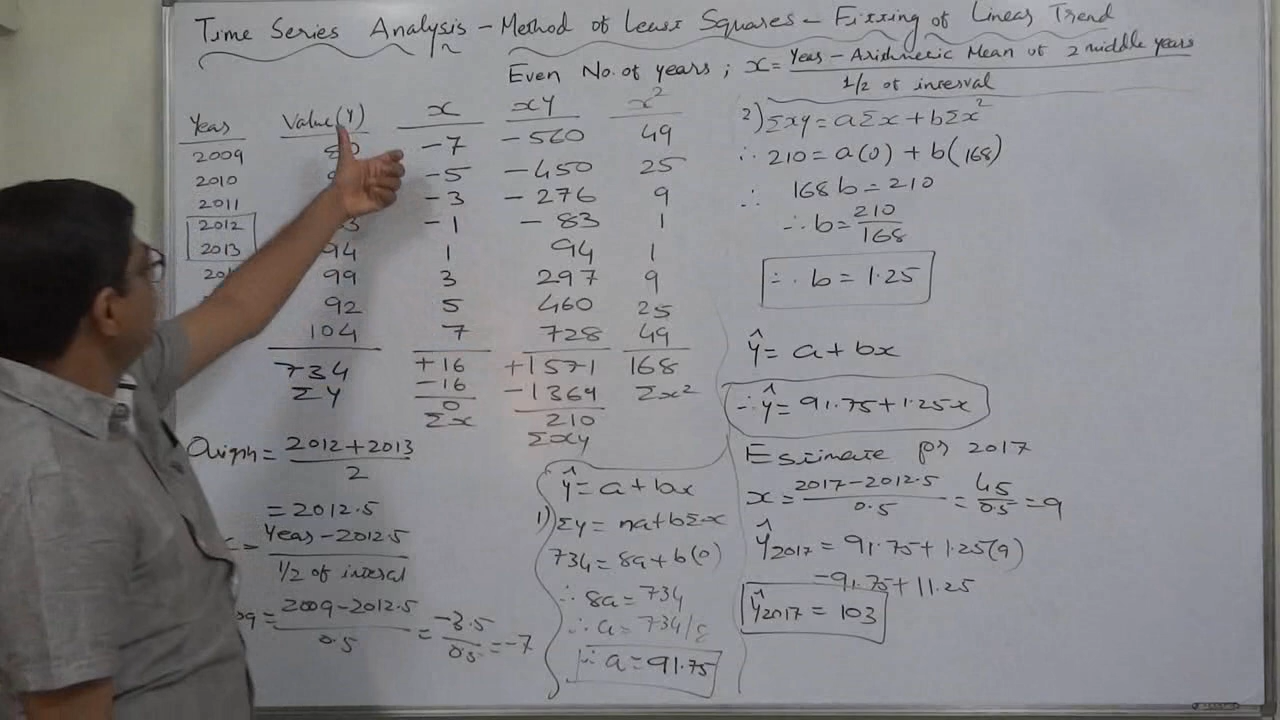 Time Series Analysis - Method of Least Squares - Fitting of Linear Trend
Even No. of years ; x = Year - Arithmetic Mean of 2 middle years
1/2 of interval
Year Value (Y) x xy x²
2009 -7 -560 49
2010 -5 -450 25
2011 -3 -276 9
2012 -1 -83 1
2013 94 1 94 1
99 3 297 9
92 5 460 25
104 7 728 49
734 +16 +1571 168
ΣY -16 -1369 Σx²
0 210
Σx Σxy
Origin = 2012+2013
2
= 2012.5
= Year - 2012.5
1/2 of interval
= 2009-2012.5 = -3.5 = -7
0.5 0.5
ŷ = a + bx
1) Σy = na + bΣx
734 = 8a + b(0)
∴ 8a = 734
∴ a = 734/8
∴ a = 91.75
2) Σxy = aΣx + bΣx²
∴ 210 = a(0) + b(168)
∴ 168b = 210
∴ b = 210
168
∴ b = 1.25
ŷ = a + bx
∴ ŷ = 91.75 + 1.25x
Estimate for 2017
x = 2017-2012.5 = 4.5 = 9
0.5 0.5
ŷ2017 = 91.75 + 1.25(9)
= 91.75 + 11.25
ŷ2017 = 103